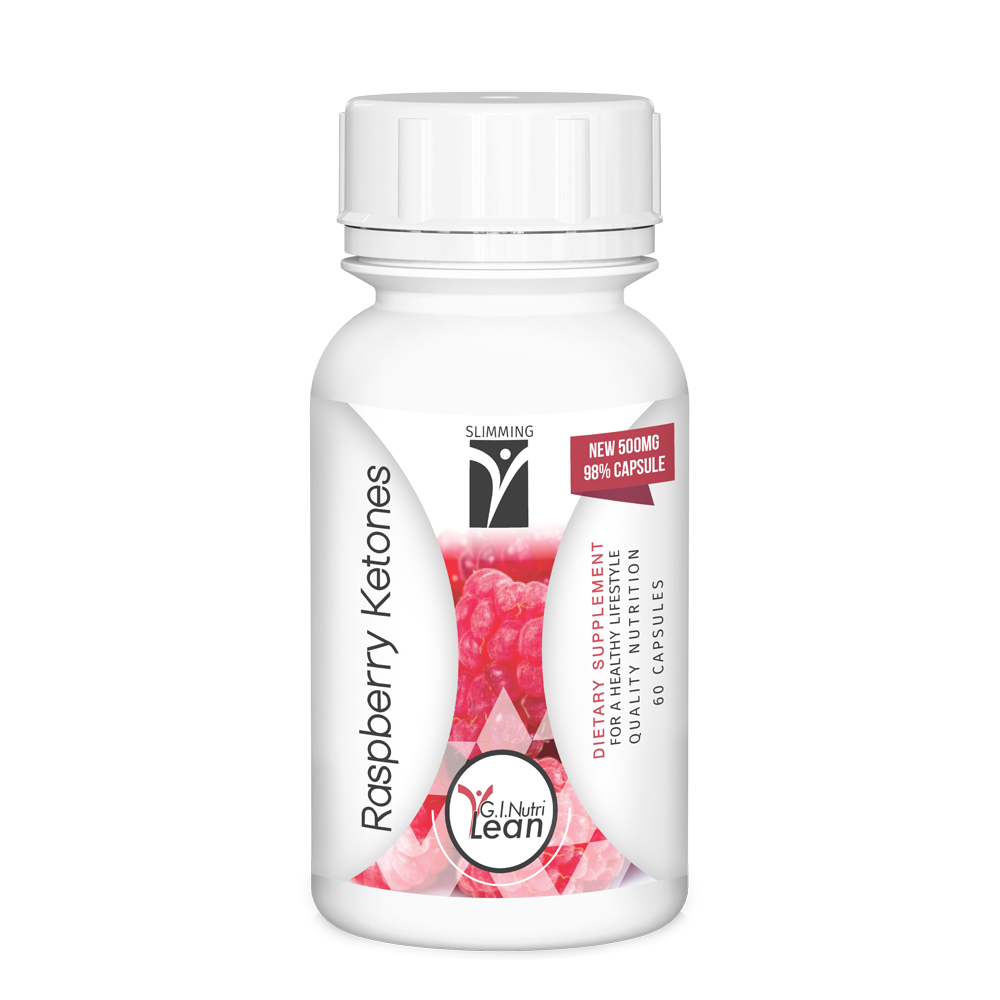 SLIMMING
NEW 500MG
98% CAPSULE
Raspberry Ketones
DIETARY SUPPLEMENT
FOR A HEALTHY LIFESTYLE
QUALITY NUTRITION
60 CAPSULES
G.I.Nutri
Lean